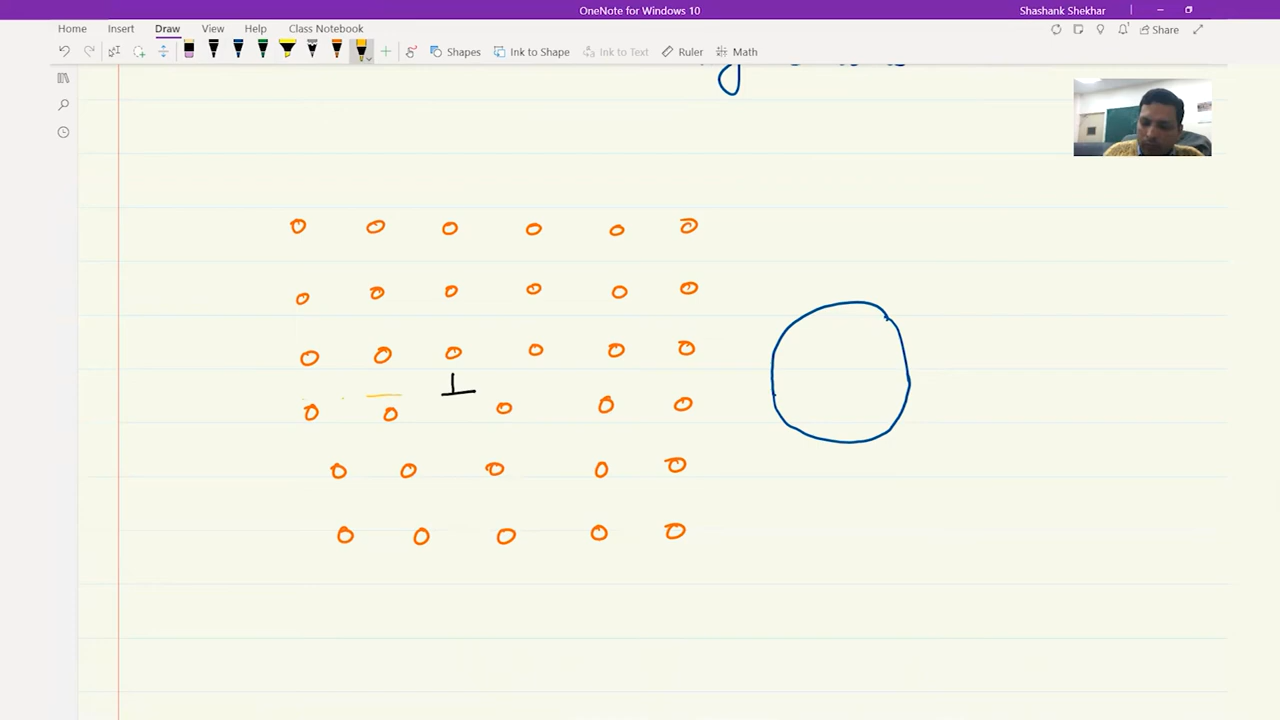 OneNote for Windows 10
Shashank Shekhar
Home Insert Draw View Help Class Notebook
Share
Shapes Ink to Shape Ink to Text Ruler Math
⊥